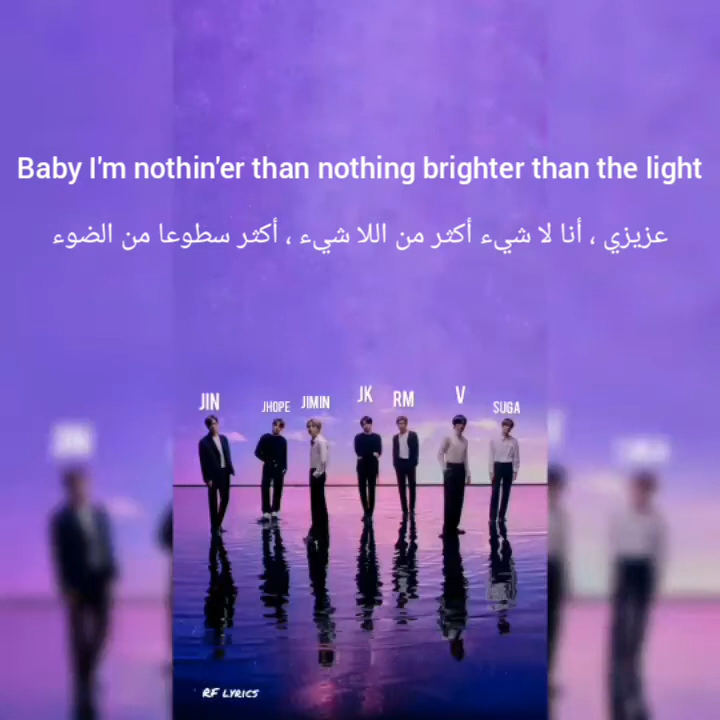 Baby I'm nothin'er than nothing brighter than the light
عزيزي ، أنا لا شيء أكثر من اللا شيء ، أكثر سطوعا من الضوء
JIN JHOPE JIMIN JK RM V SUGA
RF LYRICS